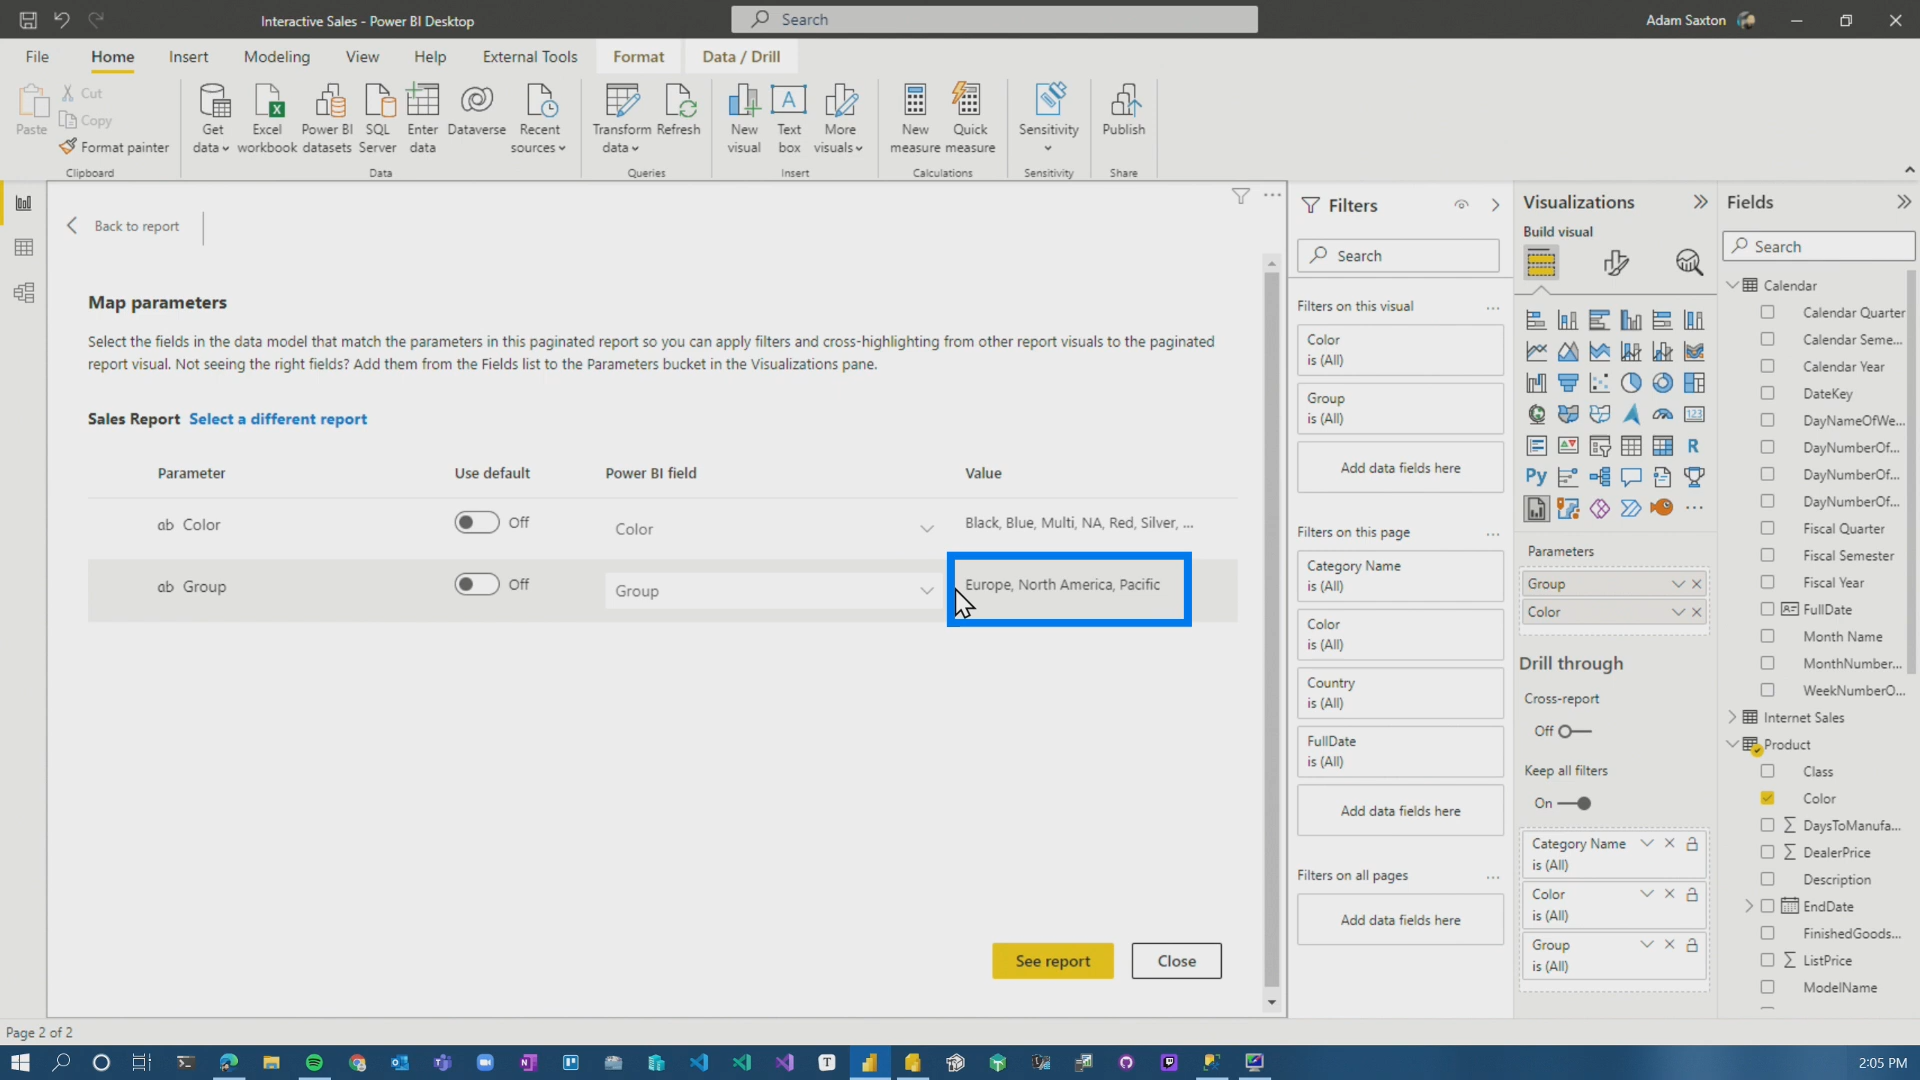 Interactive Sales - Power BI Desktop
Search
Adam Saxton
File
Home
Insert
Modeling
View
Help
External Tools
Format
Data / Drill
Paste
Cut
Copy
Format painter
Clipboard
Get data
Excel workbook
Power BI datasets
SQL Server
Enter data
Dataverse
Recent sources
Data
Transform data
Refresh
Queries
New visual
Text box
More visuals
Insert
New measure
Quick measure
Calculations
Sensitivity
Sensitivity
Publish
Share
Back to report
Map parameters
Select the fields in the data model that match the parameters in this paginated report so you can apply filters and cross-highlighting from other report visuals to the paginated
report visual. Not seeing the right fields? Add them from the Fields list to the Parameters bucket in the Visualizations pane.
Sales Report Select a different report
Parameter Use default Power BI field Value
ab Color Off Color Black, Blue, Multi, NA, Red, Silver, ...
ab Group Off Group Europe, North America, Pacific
See report
Close
Filters
Search
Filters on this visual ...
Color
is (All)
Group
is (All)
Add data fields here
Filters on this page ...
Category Name
is (All)
Color
is (All)
Country
is (All)
FullDate
is (All)
Add data fields here
Filters on all pages ...
Add data fields here
Visualizations
Build visual
123
R
Py
...
Parameters
Group
Color
Drill through
Cross-report
Off
Keep all filters
On
Category Name
is (All)
Color
is (All)
Group
is (All)
Fields
Search
Calendar
Calendar Quarter
Calendar Seme...
Calendar Year
DateKey
DayNameOfWe...
DayNumberOf...
DayNumberOf...
DayNumberOf...
Fiscal Quarter
Fiscal Semester
Fiscal Year
FullDate
Month Name
MonthNumber...
WeekNumberO...
Internet Sales
Product
Class
Color
DaysToManufa...
DealerPrice
Description
EndDate
FinishedGoods...
ListPrice
ModelName
Page 2 of 2
2:05 PM